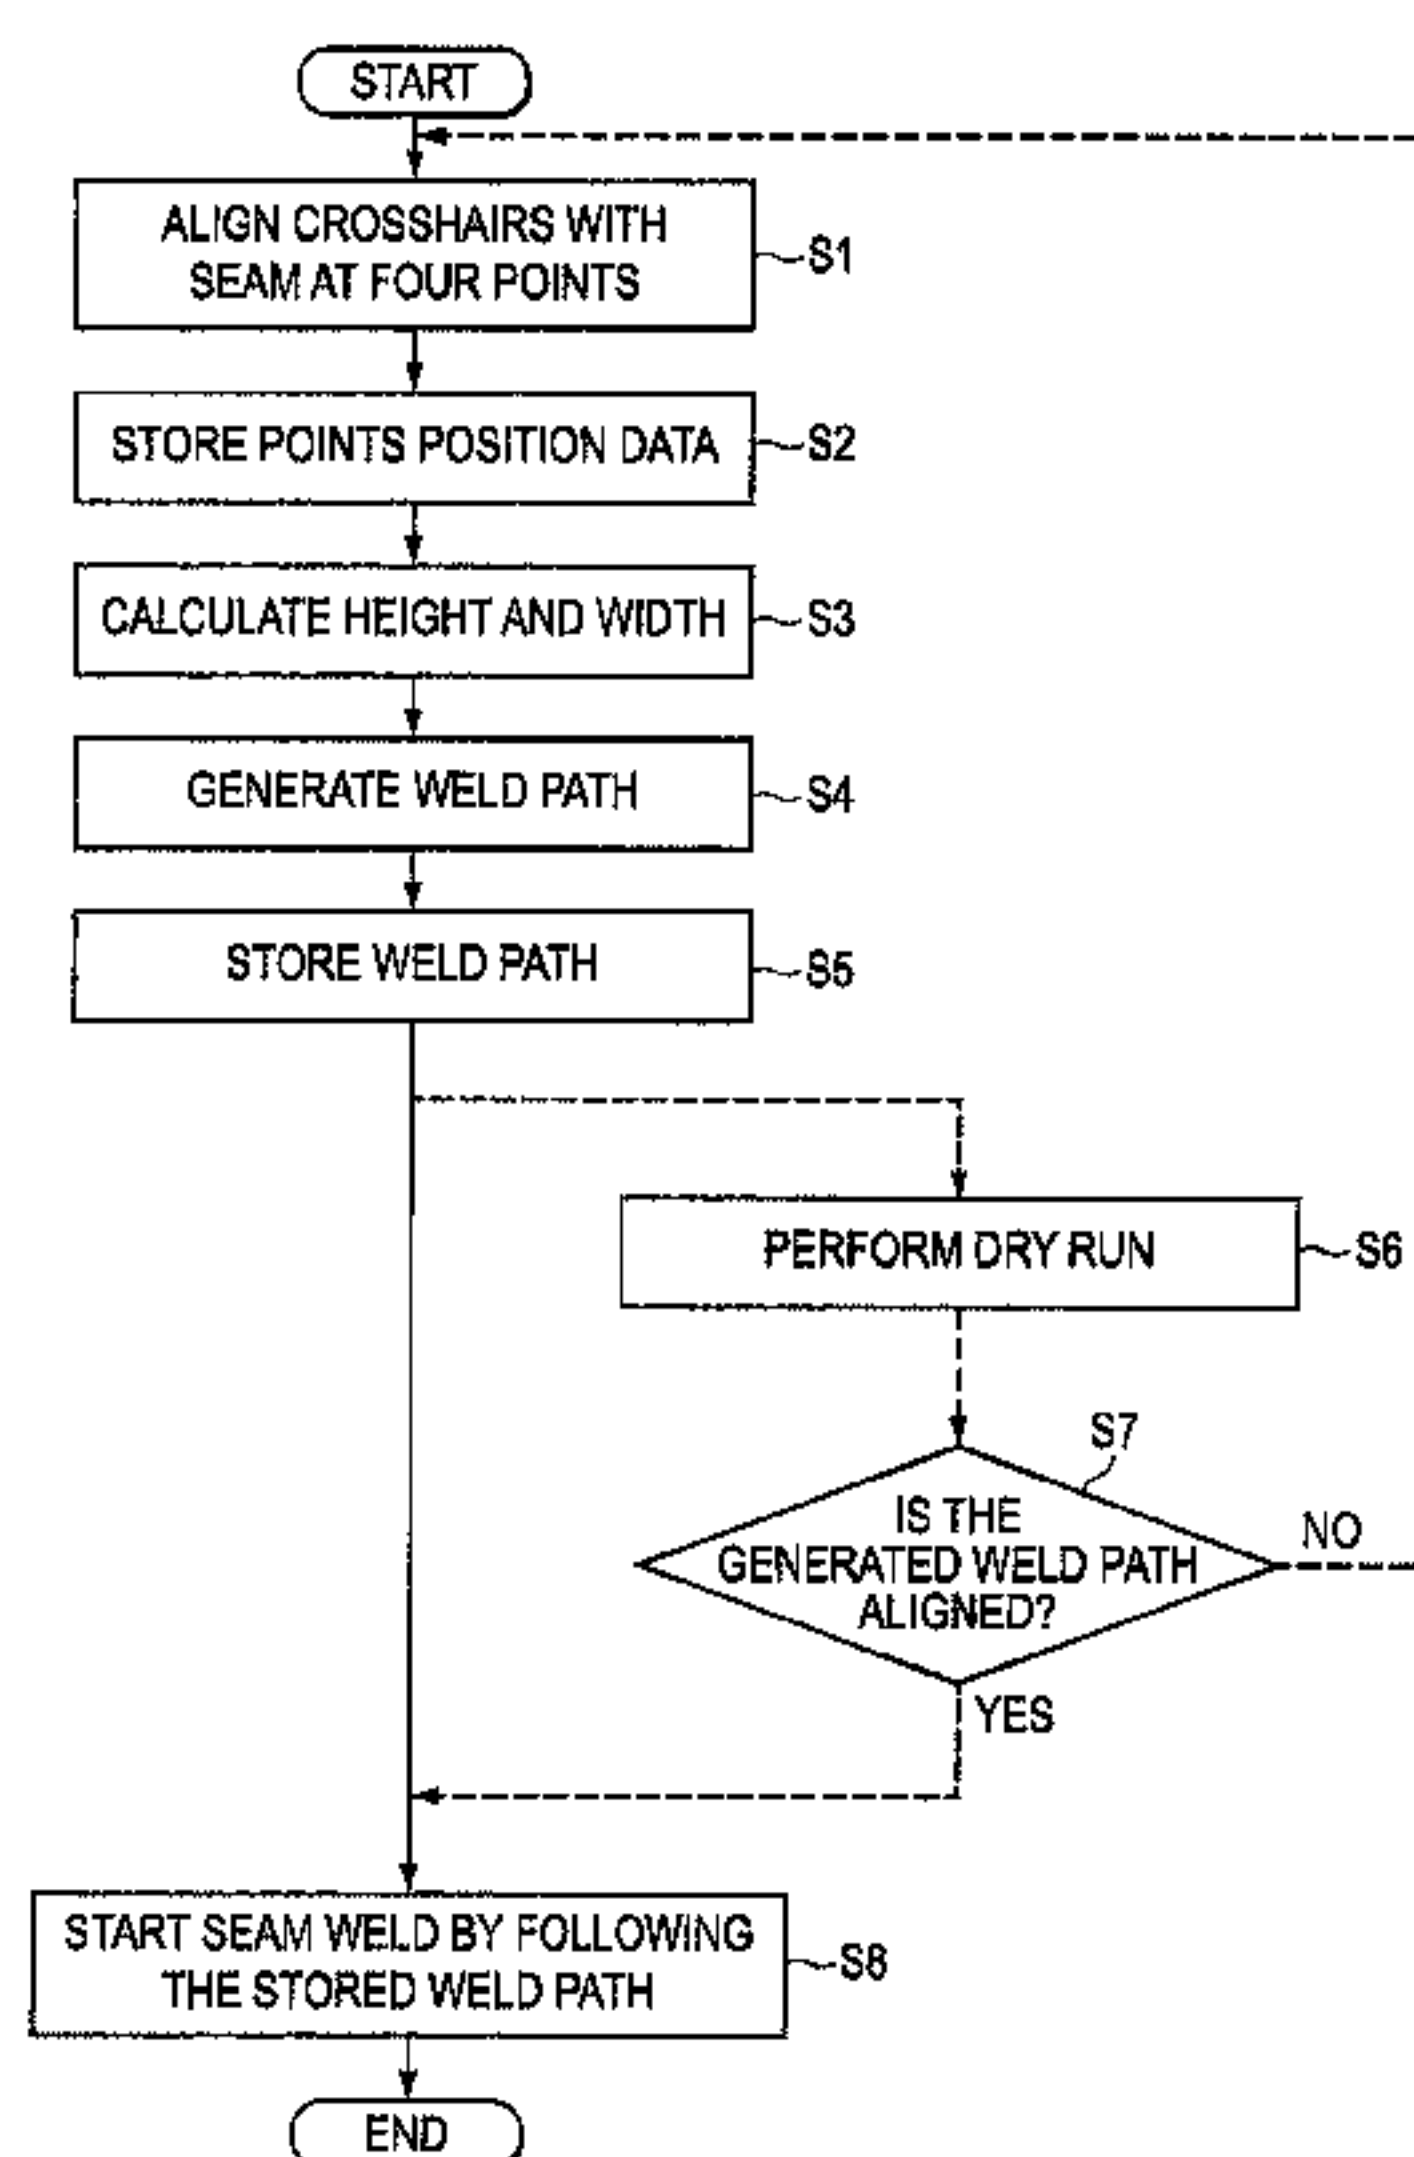 START
ALIGN CROSSHAIRS WITH
SEAM AT FOUR POINTS
S1
STORE POINTS POSITION DATA
S2
CALCULATE HEIGHT AND WIDTH
S3
GENERATE WELD PATH
S4
STORE WELD PATH
S5
PERFORM DRY RUN
S6
S7
IS THE
GENERATED WELD PATH
ALIGNED?
NO
YES
START SEAM WELD BY FOLLOWING
THE STORED WELD PATH
S8
END